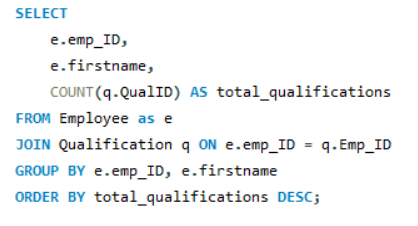 SELECT
    e.emp_ID,
    e.firstname,
    COUNT(q.QualID) AS total_qualifications
FROM Employee as e
JOIN Qualification q ON e.emp_ID = q.Emp_ID
GROUP BY e.emp_ID, e.firstname
ORDER BY total_qualifications DESC;